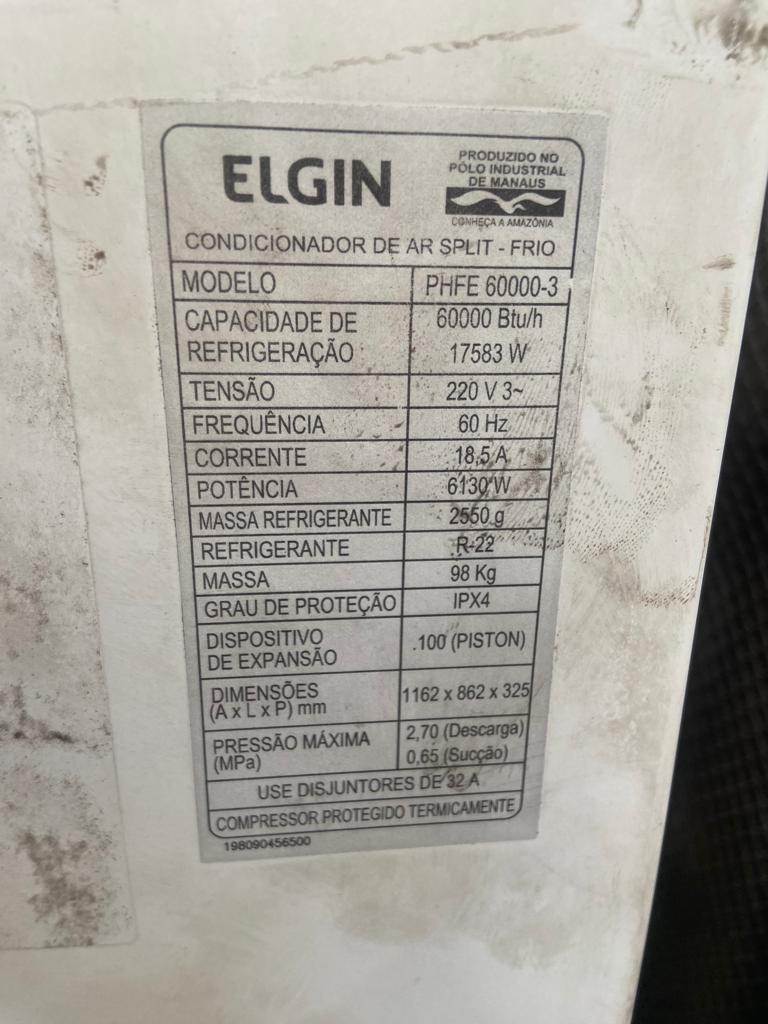 ELGIN
PRODUZIDO NO
PÓLO INDUSTRIAL
DE MANAUS
CONHEÇA A AMAZÔNIA
CONDICIONADOR DE AR SPLIT - FRIO
MODELO PHFE 60000-3
CAPACIDADE DE 60000 Btu/h
REFRIGERAÇÃO 17583 W
TENSÃO 220 V 3~
FREQUÊNCIA 60 Hz
CORRENTE 18,5 A
POTÊNCIA 6130 W
MASSA REFRIGERANTE 2550 g
REFRIGERANTE R-22
MASSA 98 Kg
GRAU DE PROTEÇÃO IPX4
DISPOSITIVO
DE EXPANSÃO .100 (PISTON)
DIMENSÕES 1162 x 862 x 325
(A x L x P) mm
PRESSÃO MÁXIMA 2,70 (Descarga)
(MPa) 0,65 (Sucção)
USE DISJUNTORES DE 32 A
COMPRESSOR PROTEGIDO TERMICAMENTE
198090456500